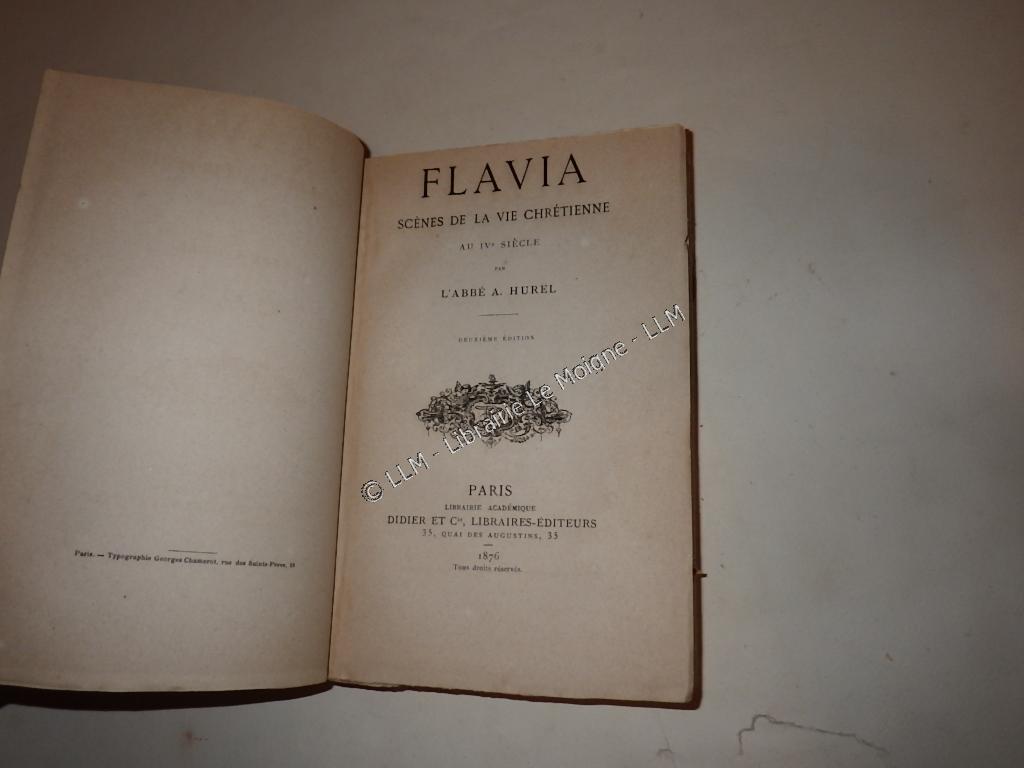 Paris. — Typographie Georges Chamerot, rue des Saints-Pères, 19
FLAVIA
SCÈNES DE LA VIE CHRÉTIENNE
AU IVᵉ SIÈCLE
PAR
L'ABBÉ A. HUREL
DEUXIÈME ÉDITION
© LLM - Librairie Le Moigne - LLM
PARIS
LIBRAIRIE ACADÉMIQUE
DIDIER ET Cⁱᵉ, LIBRAIRES-ÉDITEURS
35, QUAI DES AUGUSTINS, 35
1876
Tous droits réservés.